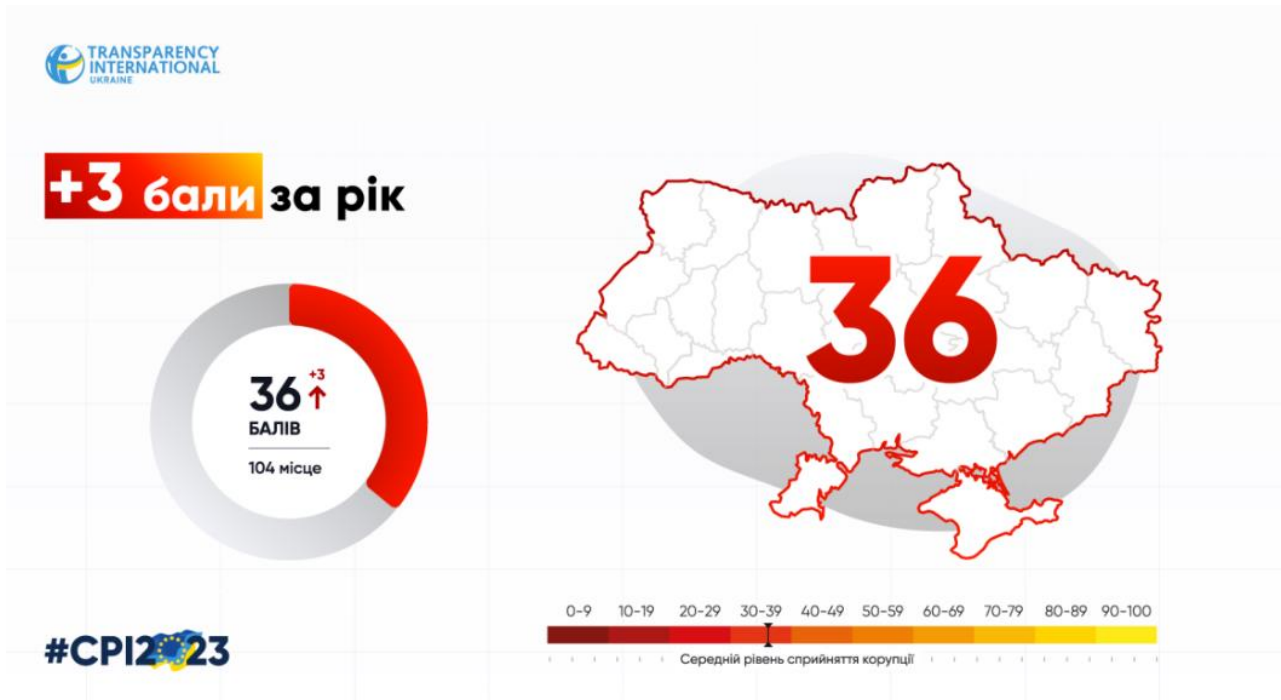 TRANSPARENCY
INTERNATIONAL
UKRAINE
+3 бали за рік
36 +3
БАЛІВ
104 місце
36
0-9 10-19 20-29 30-39 40-49 50-59 60-69 70-79 80-89 90-100
Середній рівень сприйняття корупції
#CPI2023